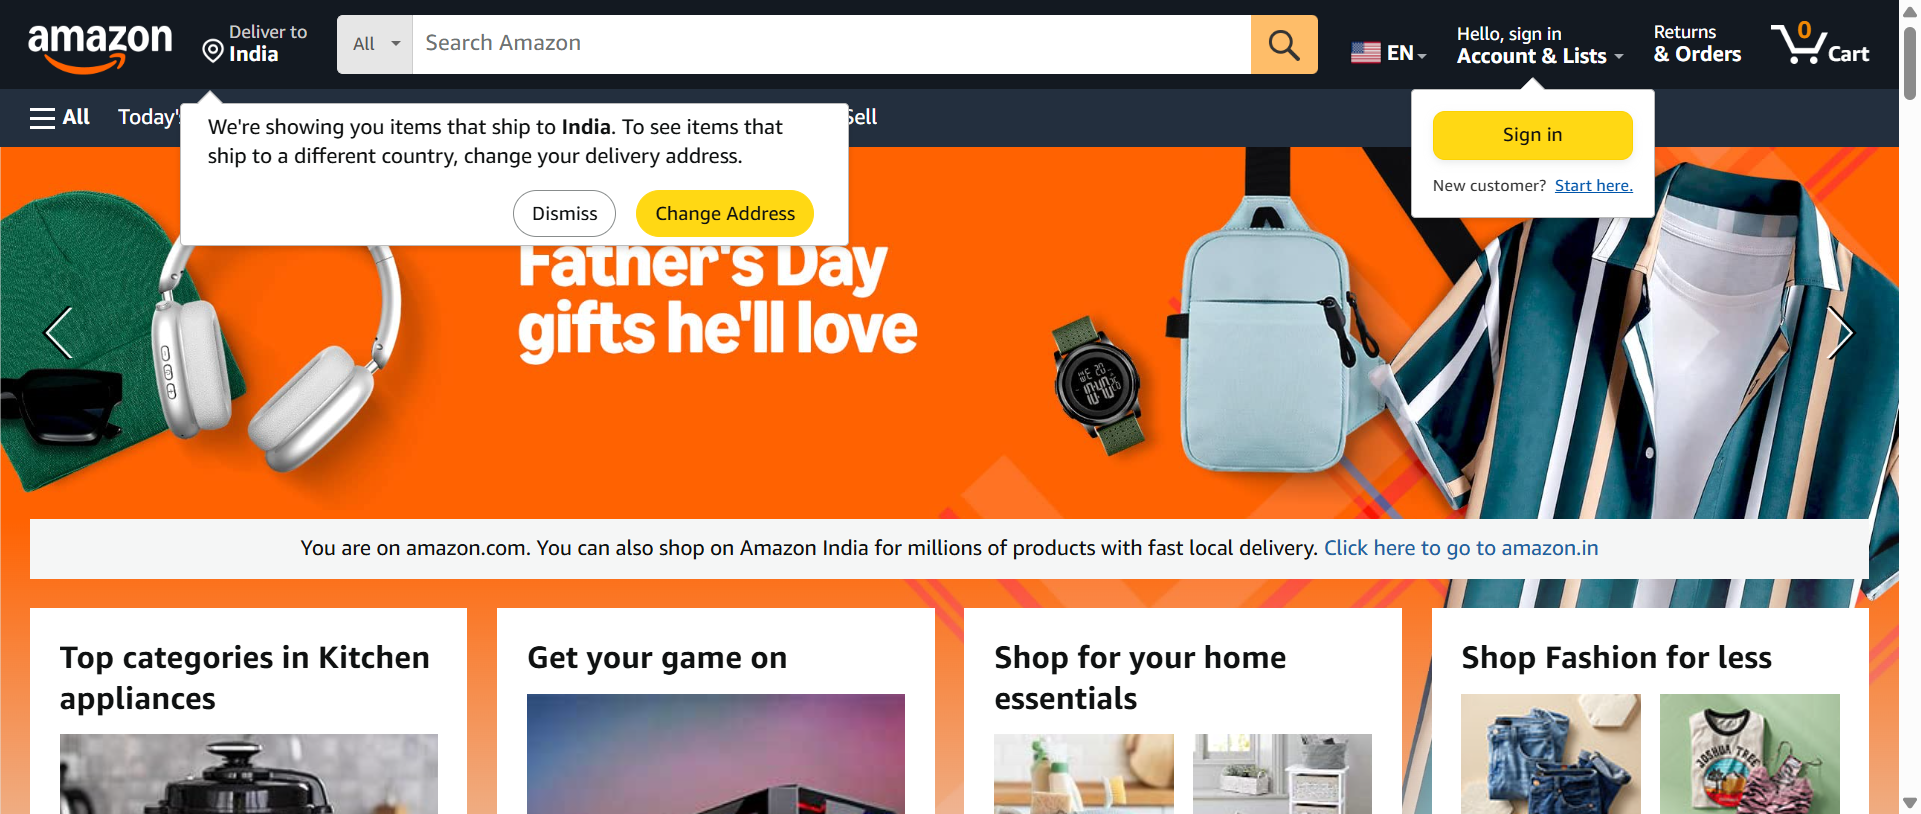 amazon
Deliver to
India
All
Search Amazon
EN
Hello, sign in
Account & Lists
Returns
& Orders
0
Cart
All
Today's
Sell
We're showing you items that ship to India. To see items that
ship to a different country, change your delivery address.
Dismiss
Change Address
Sign in
New customer? Start here.
Father's Day
gifts he'll love
You are on amazon.com. You can also shop on Amazon India for millions of products with fast local delivery. Click here to go to amazon.in
Top categories in Kitchen
appliances
Get your game on
Shop for your home
essentials
Shop Fashion for less
JOSHUA TREE